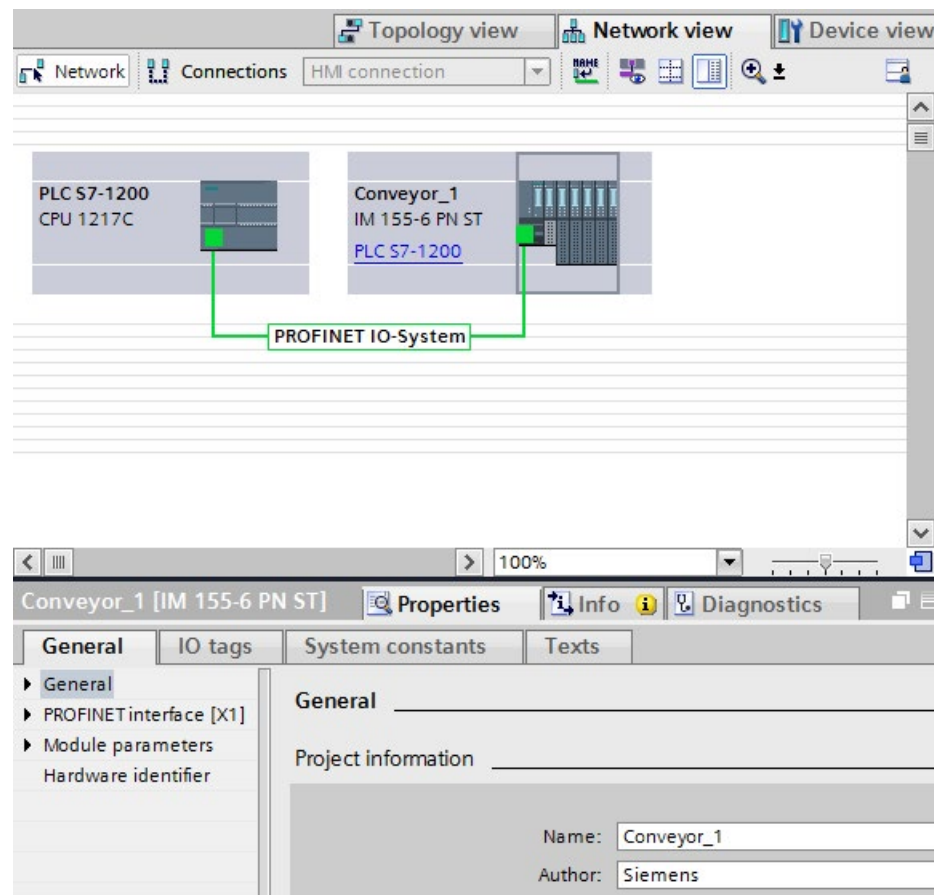 Topology view Network view Device view
Network Connections HMI connection NAME
PLC S7-1200
CPU 1217C
Conveyor_1
IM 155-6 PN ST
PLC S7-1200
PROFINET IO-System
100%
Conveyor_1 [IM 155-6 PN ST] Properties Info Diagnostics
General IO tags System constants Texts
General
PROFINET interface [X1]
Module parameters
Hardware identifier
General
Project information
Name: Conveyor_1
Author: Siemens